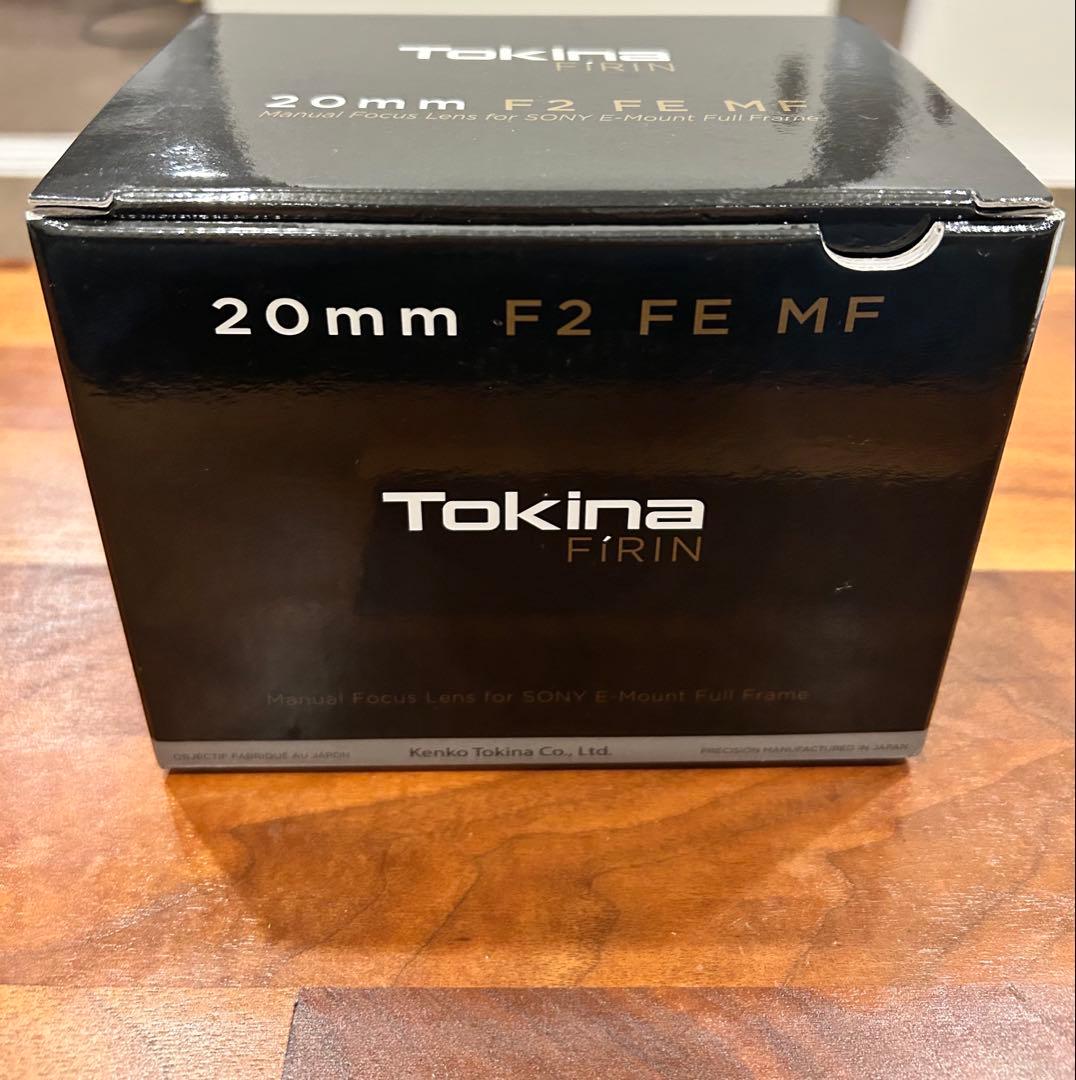 Tokina
FíRIN
20mm F2 FE MF
Manual Focus Lens for SONY E-Mount Full Frame
20mm F2 FE MF
Tokina
FíRIN
Manual Focus Lens for SONY E-Mount Full Frame
OBJECTIF FABRIQUÉ AU JAPON Kenko Tokina Co., Ltd. PRECISION MANUFACTURED IN JAPAN